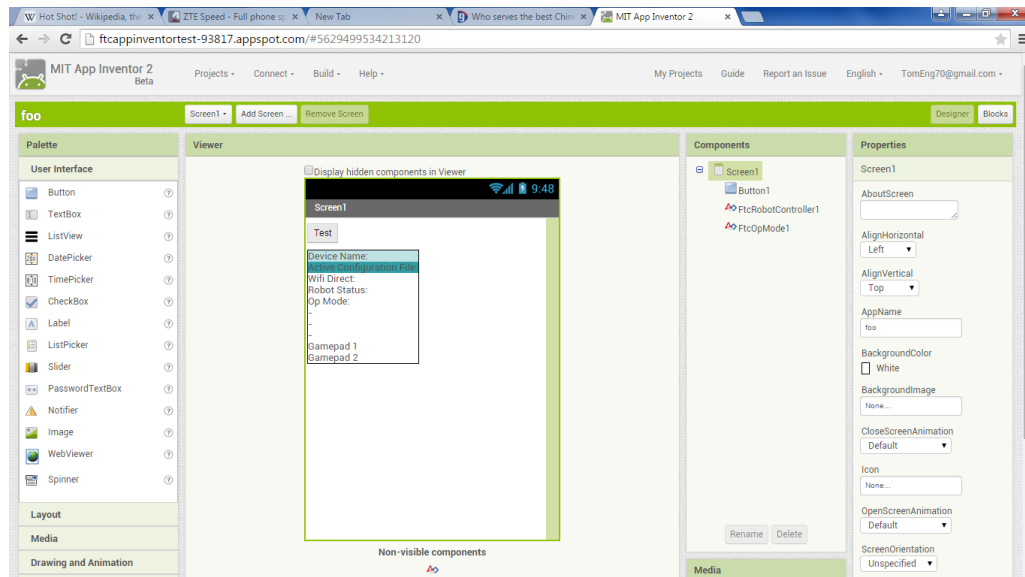 Hot Shot! - Wikipedia, the
ZTE Speed - Full phone sp
New Tab
Who serves the best Chin
MIT App Inventor 2
ftcappinventortest-93817.appspot.com/#5629499534213120
MIT App Inventor 2
Beta
Projects
Connect
Build
Help
My Projects
Guide
Report an Issue
English
TomEng70@gmail.com
foo
Screen1
Add Screen ...
Remove Screen
Designer
Blocks
Palette
User Interface
Button
TextBox
ListView
DatePicker
TimePicker
CheckBox
Label
ListPicker
Slider
PasswordTextBox
Notifier
Image
WebViewer
Spinner
Layout
Media
Drawing and Animation
Viewer
Display hidden components in Viewer
9:48
Screen1
Test
Device Name:
Active Configuration File:
Wifi Direct:
Robot Status:
Op Mode:
-
-
-
Gamepad 1
Gamepad 2
Non-visible components
Components
Screen1
Button1
FtcRobotController1
FtcOpMode1
Rename
Delete
Media
Properties
Screen1
AboutScreen
AlignHorizontal
Left
AlignVertical
Top
AppName
foo
BackgroundColor
White
BackgroundImage
None...
CloseScreenAnimation
Default
Icon
None...
OpenScreenAnimation
Default
ScreenOrientation
Unspecified